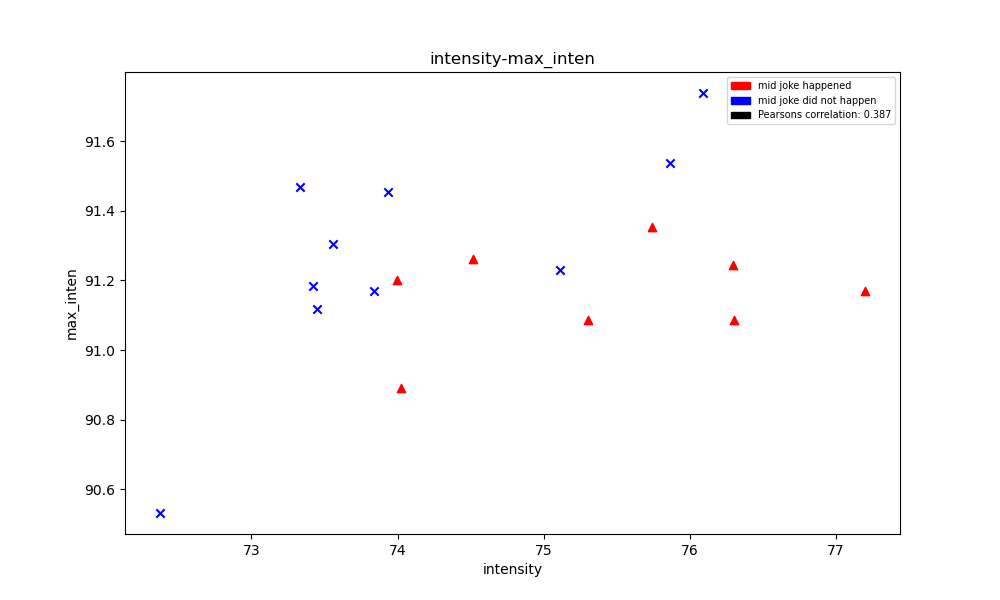 intensity-max_inten
mid joke happened
mid joke did not happen
Pearsons correlation: 0.387
max_inten
91.6
91.4
91.2
91.0
90.8
90.6
73
74
75
76
77
intensity